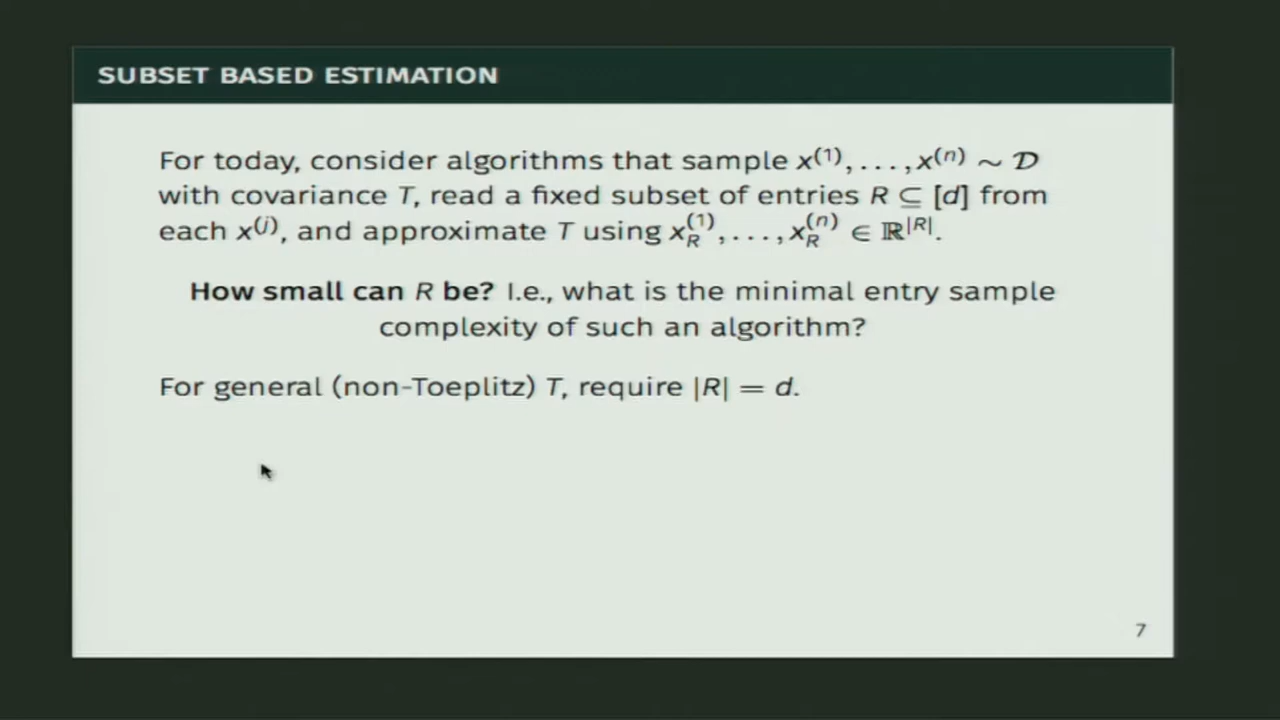 SUBSET BASED ESTIMATION
For today, consider algorithms that sample x^(1), . . . , x^(n) ∼ 𝒟
with covariance T, read a fixed subset of entries R ⊆ [d] from
each x^(j), and approximate T using x_R^(1), . . . , x_R^(n) ∈ ℝ^|R|.
How small can R be? I.e., what is the minimal entry sample
complexity of such an algorithm?
For general (non-Toeplitz) T, require |R| = d.
7